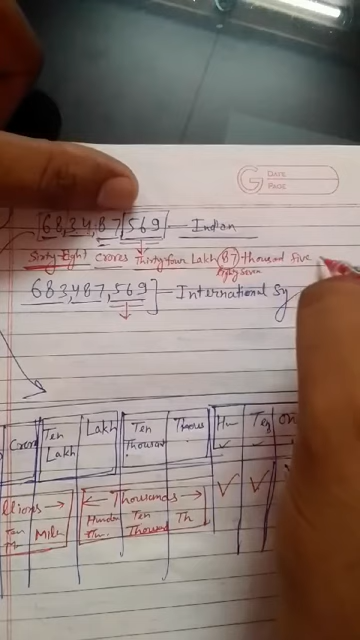 DATE
PAGE
[68,34,87,569] — Indian
Sixty-Eight Crores Thirty four Lakh (87) thousand five
Eighty Seven
683,487,569] — International Sy
Crore Ten Lakh Lakh Ten Thousand Thous Hu Ten on
llions → ← Thousands →
Mill Hundred Th. Ten Thousand Th